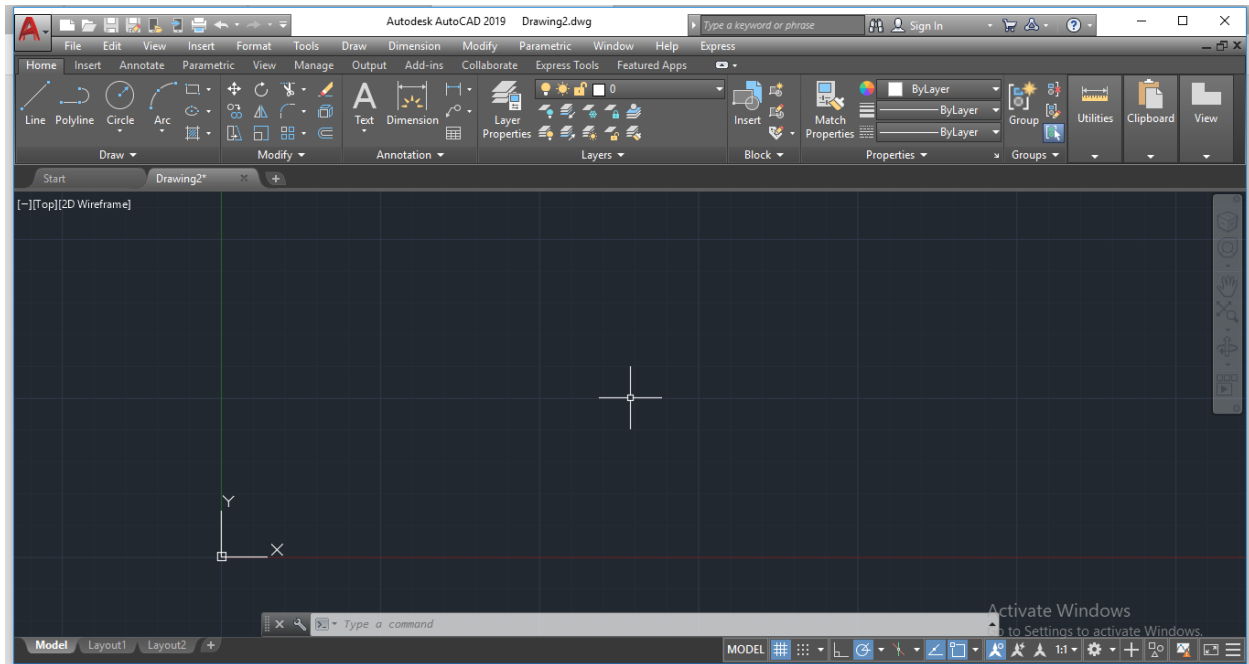 A Autodesk AutoCAD 2019 Drawing2.dwg Type a keyword or phrase Sign In
File Edit View Insert Format Tools Draw Dimension Modify Parametric Window Help Express
Home Insert Annotate Parametric View Manage Output Add-ins Collaborate Express Tools Featured Apps
A
0
ByLayer
ByLayer
ByLayer
Line Polyline Circle Arc Text Dimension Layer Properties Insert Match Properties Group Utilities Clipboard View
Draw Modify Annotation Layers Block Properties Groups
Start Drawing2*
[−][Top][2D Wireframe]
Y
X
Type a command
Activate Windows
to Settings to activate Windows.
Model Layout1 Layout2 + MODEL 1:1